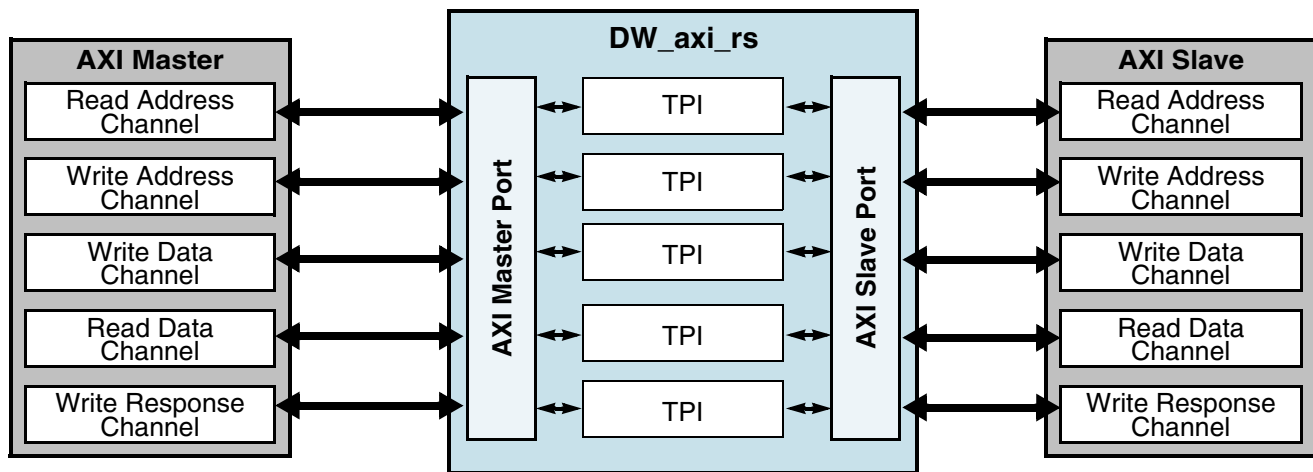 DW_axi_rs
AXI Master
Read Address
Channel
Write Address
Channel
Write Data
Channel
Read Data
Channel
Write Response
Channel
AXI Master Port
TPI
TPI
TPI
TPI
TPI
AXI Slave Port
AXI Slave
Read Address
Channel
Write Address
Channel
Write Data
Channel
Read Data
Channel
Write Response
Channel